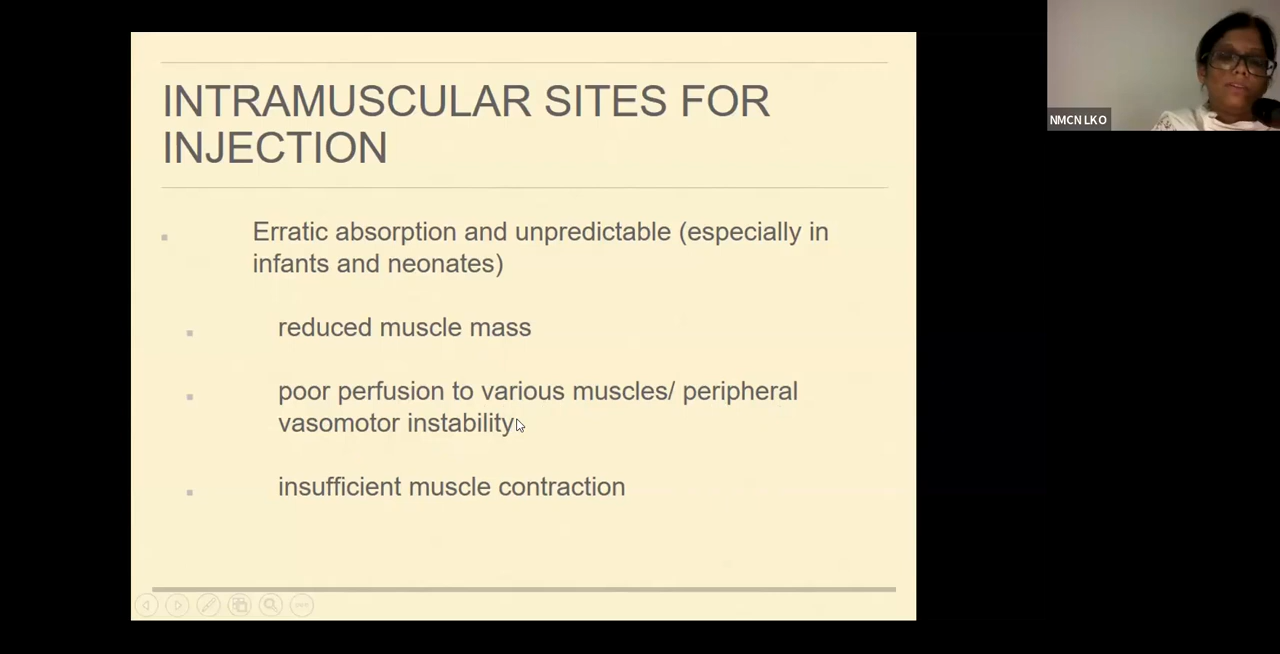 INTRAMUSCULAR SITES FOR
INJECTION
Erratic absorption and unpredictable (especially in
infants and neonates)
reduced muscle mass
poor perfusion to various muscles/ peripheral
vasomotor instability
insufficient muscle contraction
NMCN LKO